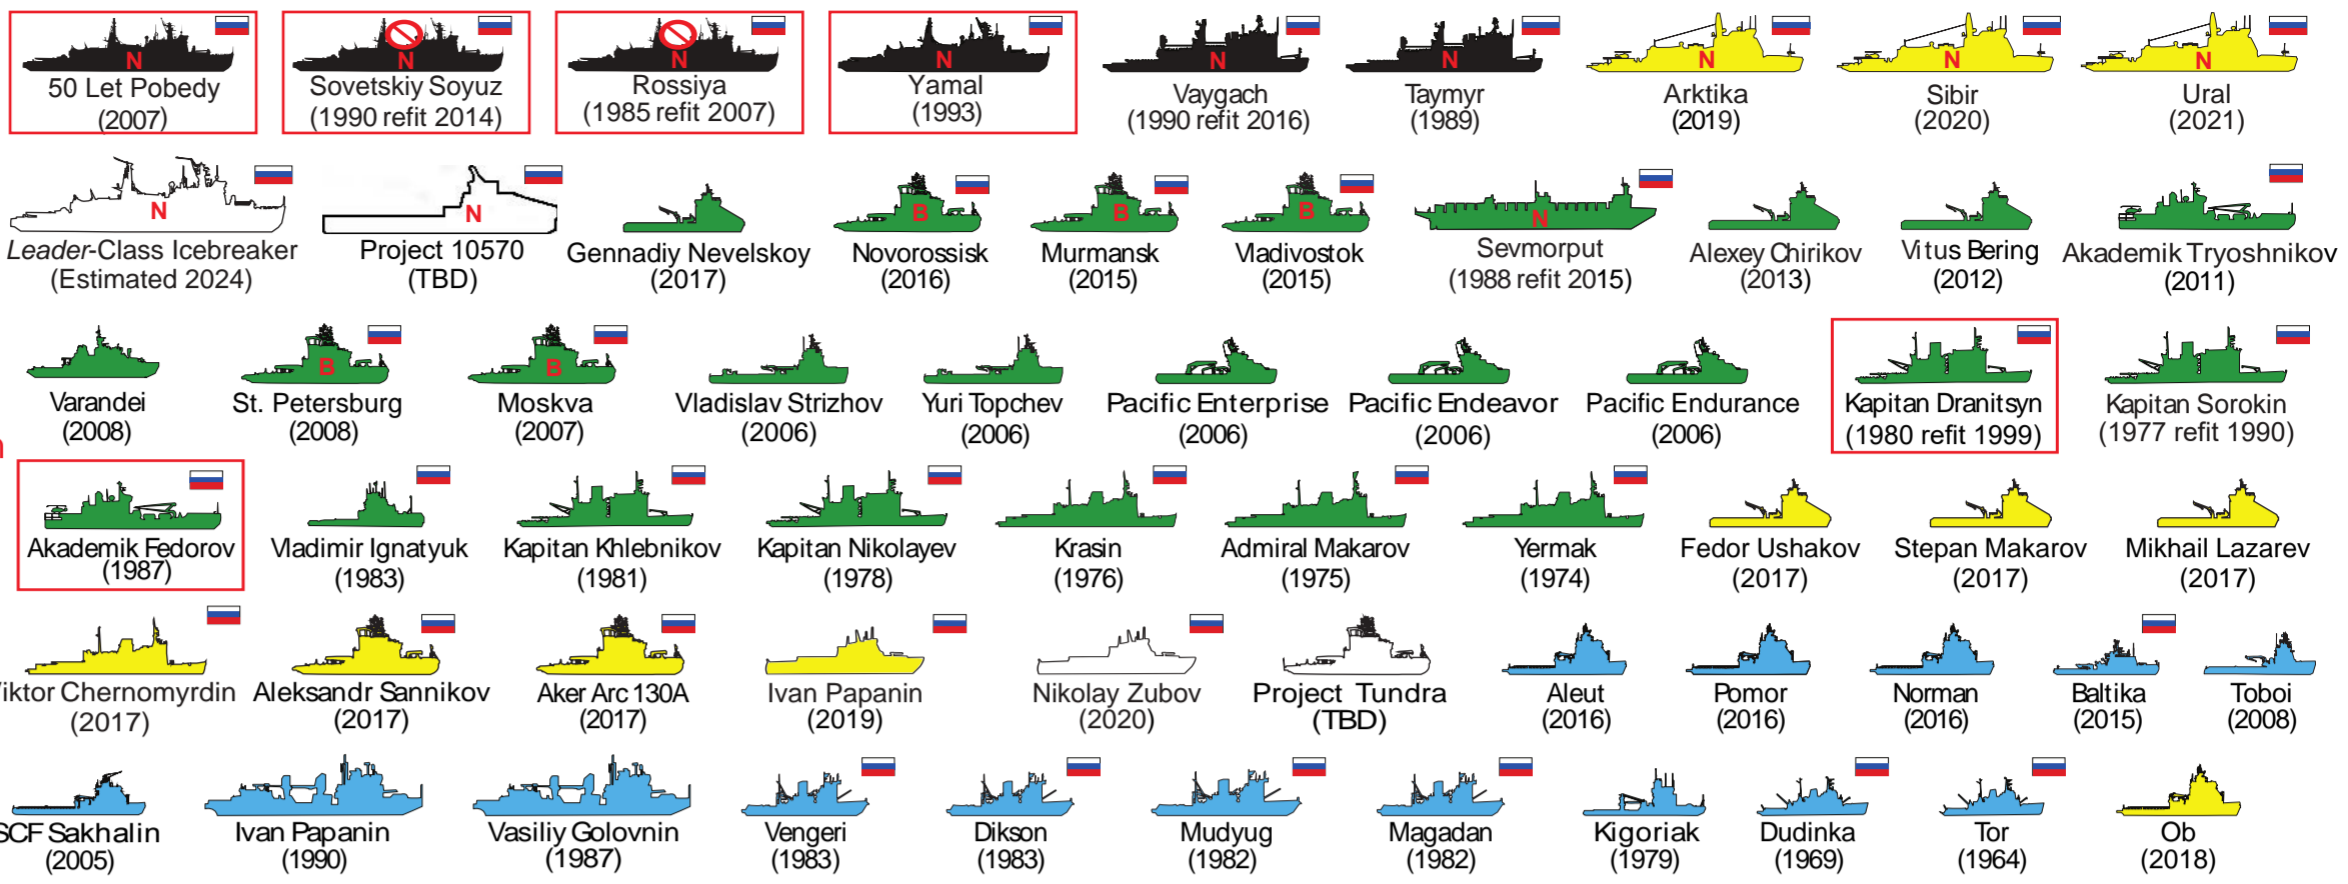 N N N N N N N N N
50 Let Pobedy Sovetskiy Soyuz Rossiya Yamal Vaygach Taymyr Arktika Sibir Ural
(2007) (1990 refit 2014) (1985 refit 2007) (1993) (1990 refit 2016) (1989) (2019) (2020) (2021)
N N B B B N
Leader-Class Icebreaker Project 10570 Gennadiy Nevelskoy Novorossisk Murmansk Vladivostok Sevmorput Alexey Chirikov Vitus Bering Akademik Tryoshnikov
(Estimated 2024) (TBD) (2017) (2016) (2015) (2015) (1988 refit 2015) (2013) (2012) (2011)
B B
Varandei St. Petersburg Moskva Vladislav Strizhov Yuri Topchev Pacific Enterprise Pacific Endeavor Pacific Endurance Kapitan Dranitsyn Kapitan Sorokin
(2008) (2008) (2007) (2006) (2006) (2006) (2006) (2006) (1980 refit 1999) (1977 refit 1990)
Akademik Fedorov Vladimir Ignatyuk Kapitan Khlebnikov Kapitan Nikolayev Krasin Admiral Makarov Yermak Fedor Ushakov Stepan Makarov Mikhail Lazarev
(1987) (1983) (1981) (1978) (1976) (1975) (1974) (2017) (2017) (2017)
iktor Chernomyrdin Aleksandr Sannikov Aker Arc 130A Ivan Papanin Nikolay Zubov Project Tundra Aleut Pomor Norman Baltika Toboi
(2017) (2017) (2017) (2019) (2020) (TBD) (2016) (2016) (2016) (2015) (2008)
SCF Sakhalin Ivan Papanin Vasiliy Golovnin Vengeri Dikson Mudyug Magadan Kigoriak Dudinka Tor Ob
(2005) (1990) (1987) (1983) (1983) (1982) (1982) (1979) (1969) (1964) (2018)